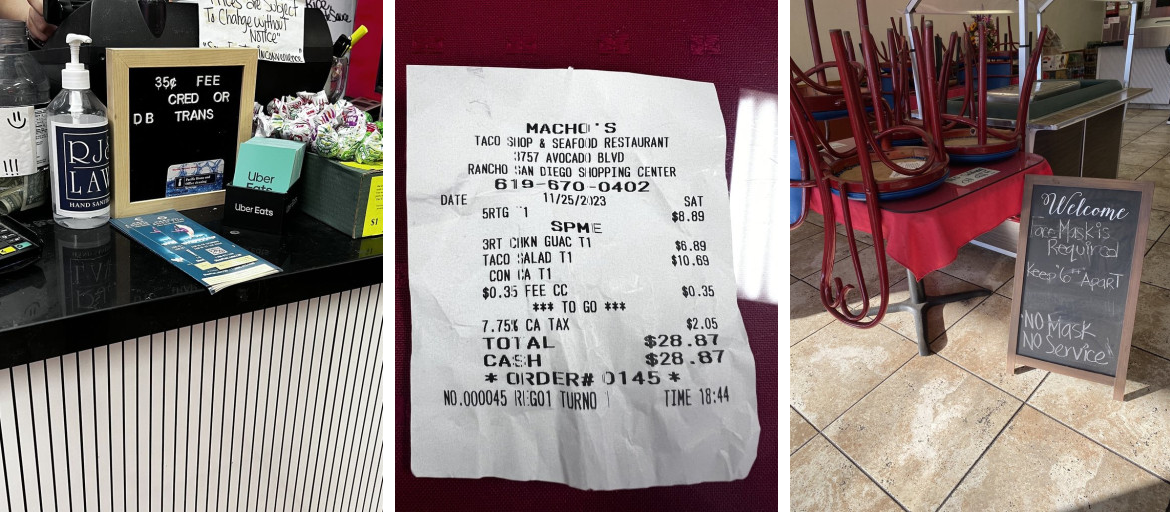 Prices are Subject
To Change without
NOTICE"
35¢ FEE
CRED OR
DB TRANS
RJS
LAW
HAND SANITIZER
Uber
Eats
Uber Eats
$1
MACHO'S
TACO SHOP & SEAFOOD RESTAURANT
3757 AVOCADO BLVD
RANCHO SAN DIEGO SHOPPING CENTER
619-670-0402
DATE 11/25/2023 SAT
5RTG T1 $8.89
SPME
3RT CHKN GUAC T1 $6.89
TACO SALAD T1 $10.69
CON CA T1
$0.35 FEE CC $0.35
*** TO GO ***
7.75% CA TAX $2.05
TOTAL $28.87
CASH $28.87
* ORDER# 0145 *
NO.000045 REG01 TURNO 1 TIME 18:44
Welcome
Face Mask is
Required
Keep 6ft Apart
NO Mask
NO Service